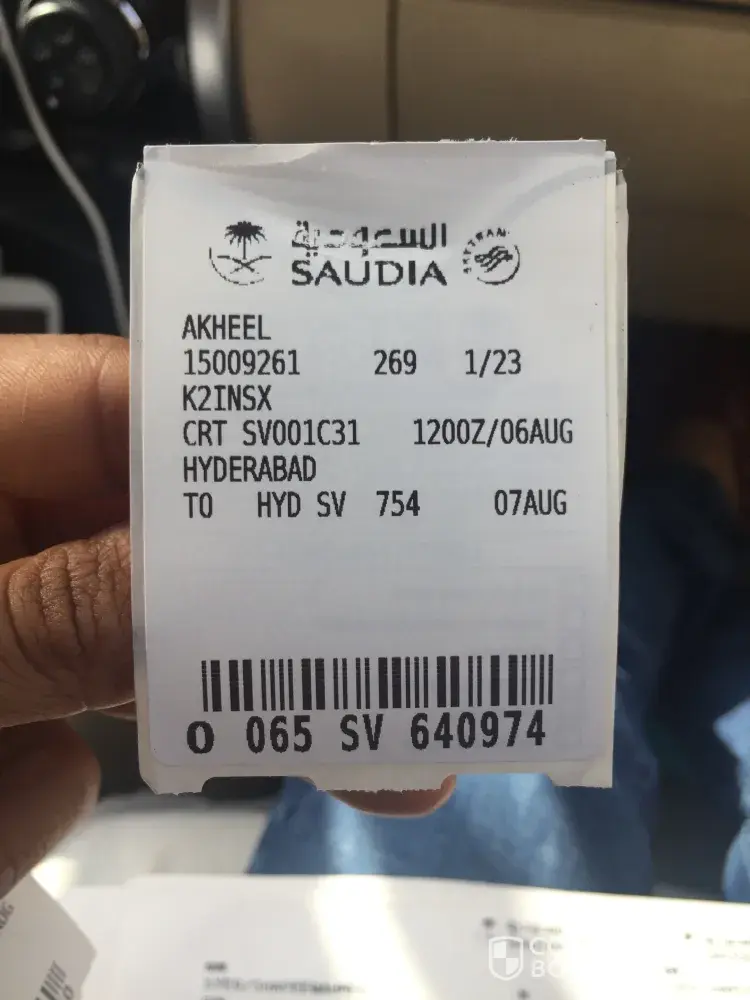 السعودية
SAUDIA
AKHEEL
15009261 269 1/23
K2INSX
CRT SV001C31 1200Z/06AUG
HYDERABAD
TO HYD SV 754 07AUG
0 065 SV 640974